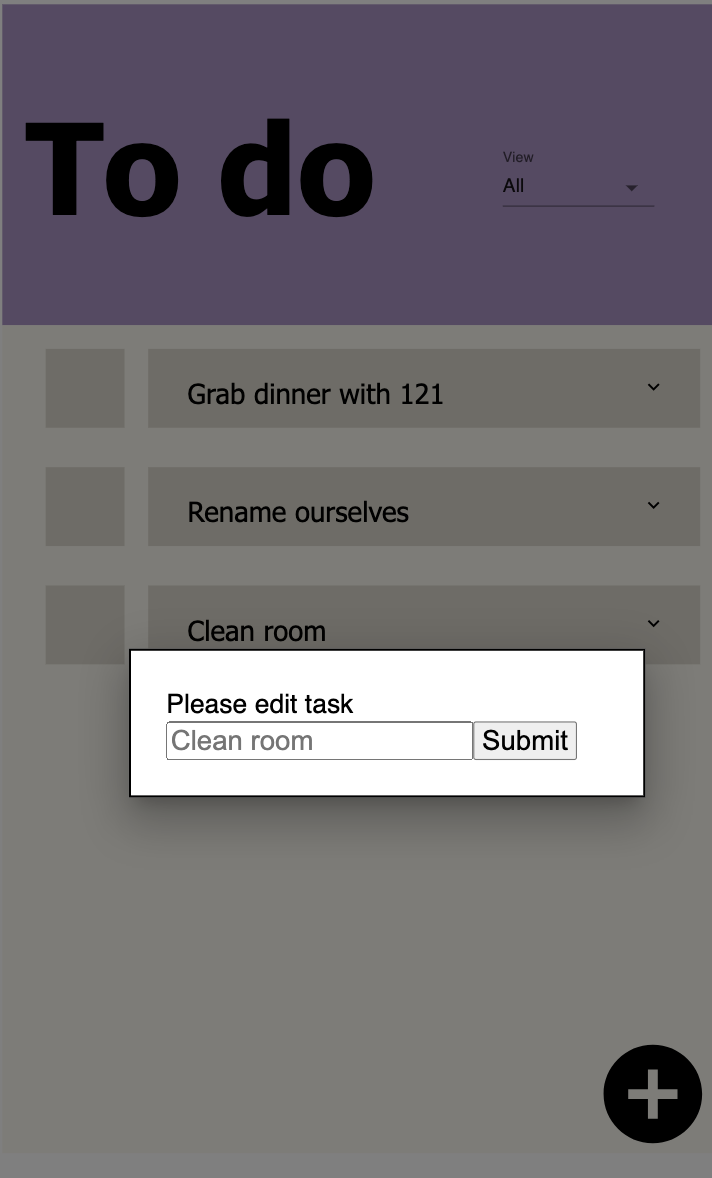 To do
View
All
Grab dinner with 121
Rename ourselves
Clean room
Please edit task
Clean room
Submit